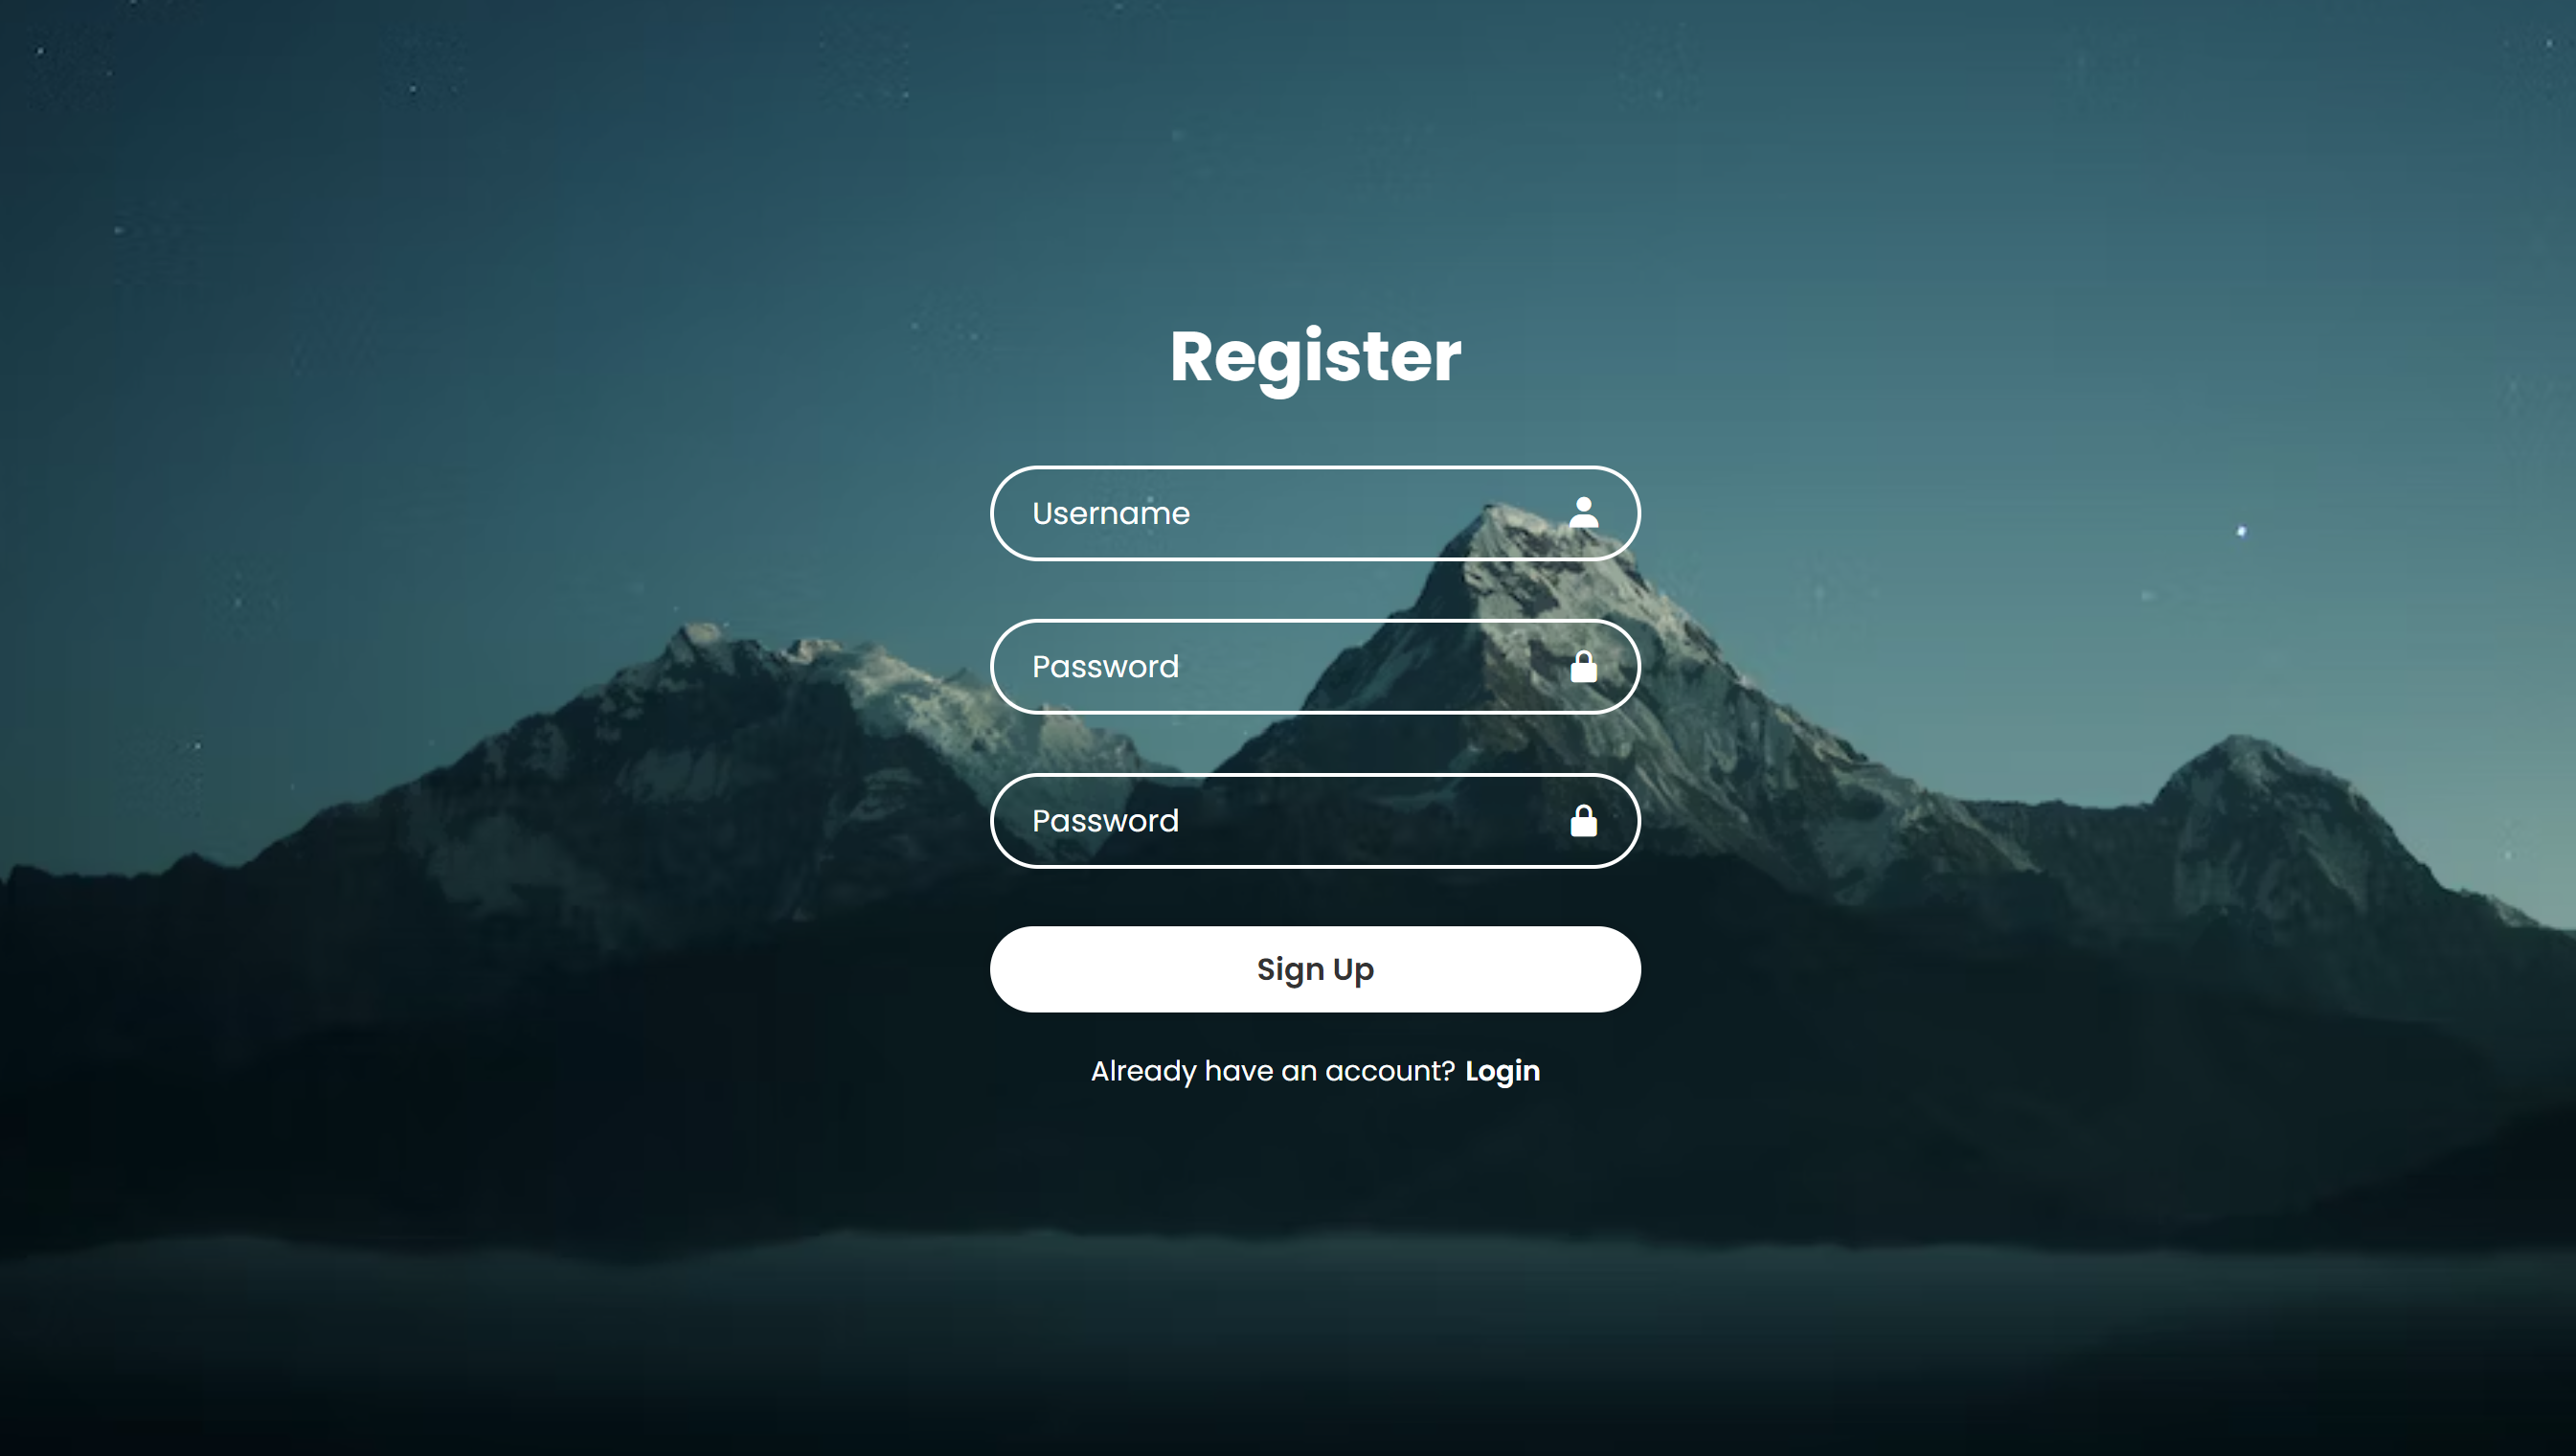 Register
Username
Password
Password
Sign Up
Already have an account? Login